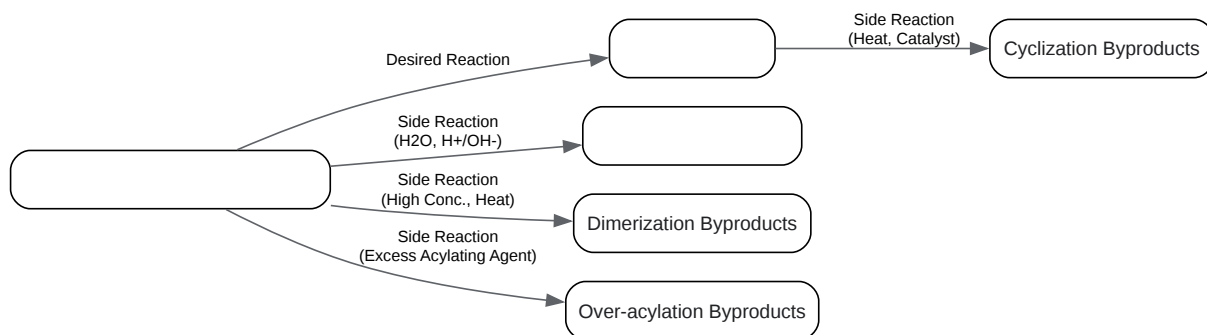 Side Reaction
(Heat, Catalyst)
Cyclization Byproducts
Desired Reaction
Side Reaction
(H2O, H+/OH-)
Side Reaction
(High Conc., Heat)
Dimerization Byproducts
Side Reaction
(Excess Acylating Agent)
Over-acylation Byproducts